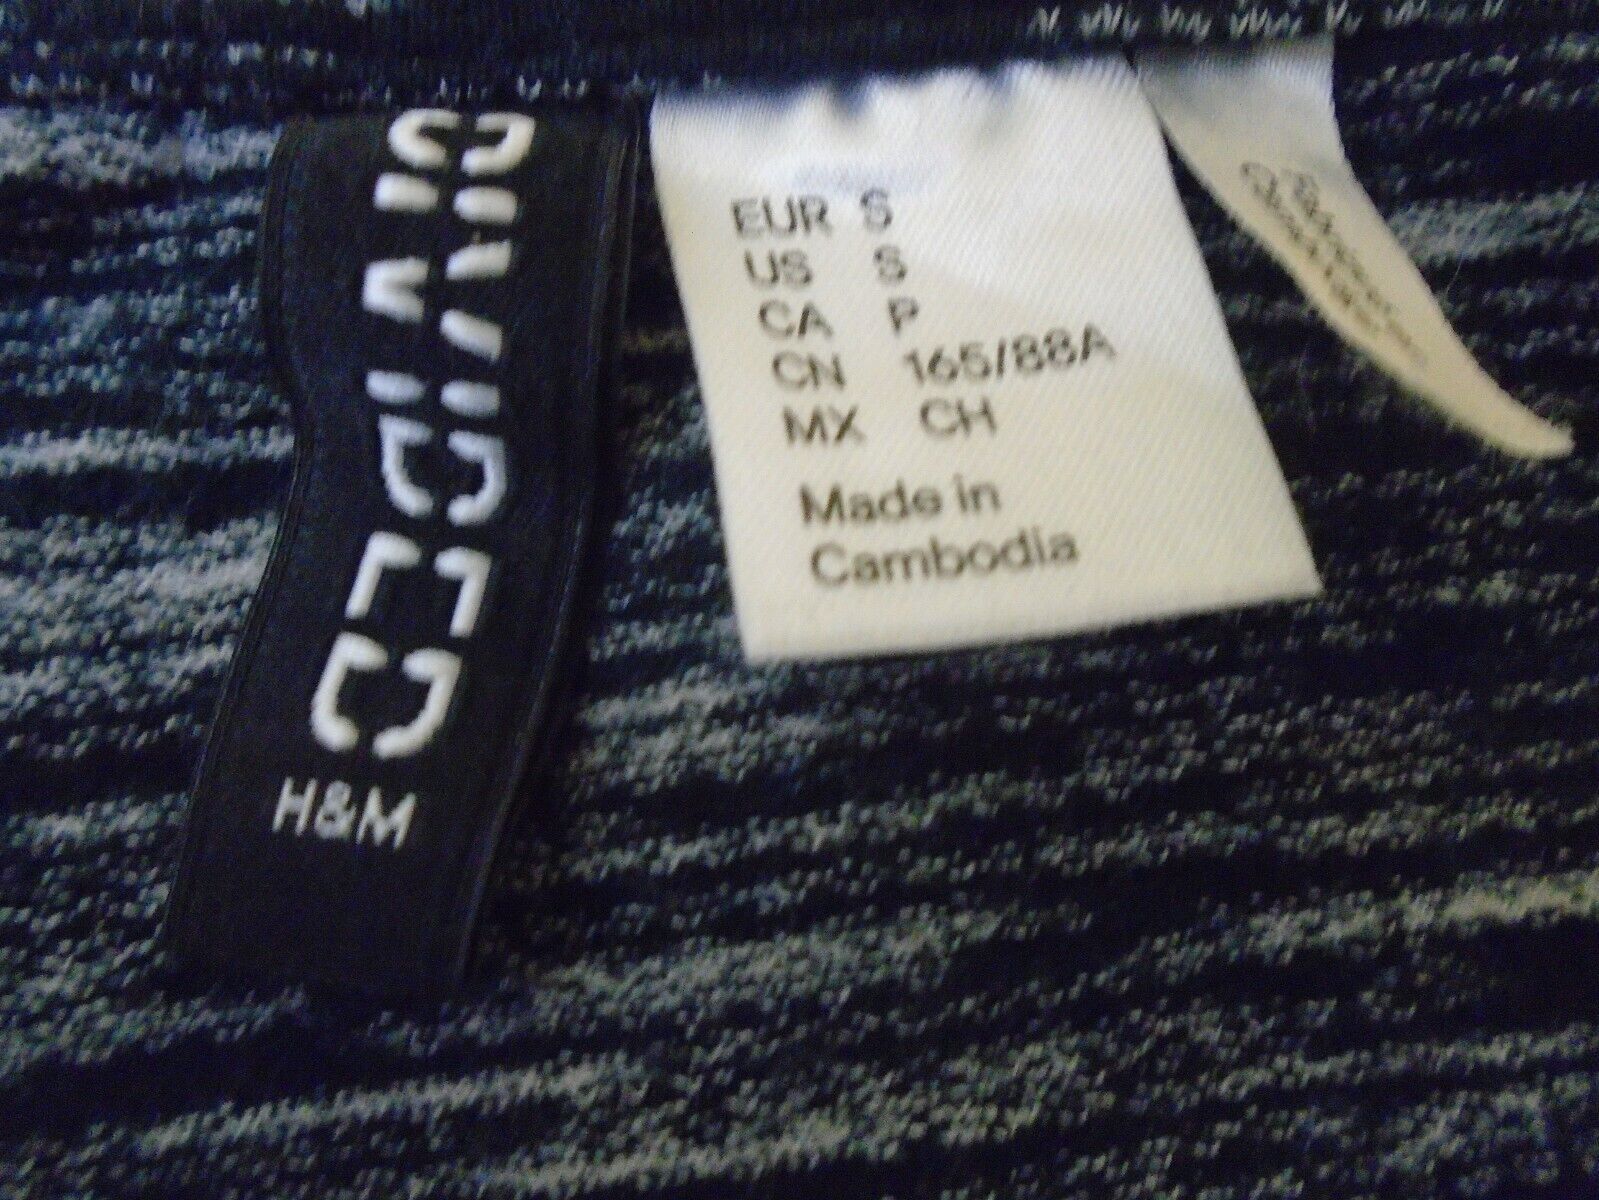 DIVIDED
H&M
EUR S
US S
CA P
CN 165/88A
MX CH
Made in
Cambodia